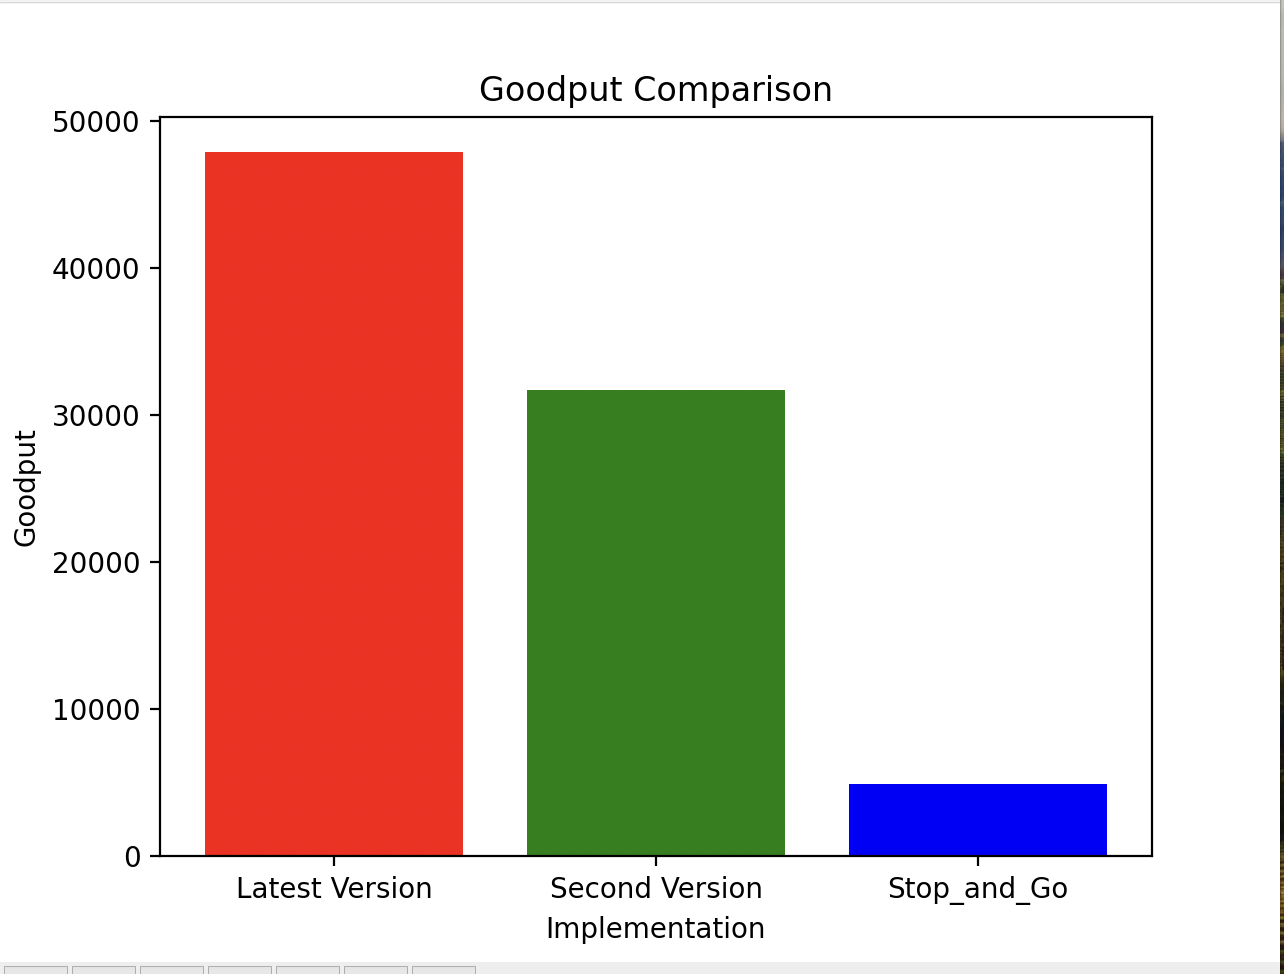 Goodput Comparison
50000
40000
30000
20000
10000
0
Goodput
Latest Version
Second Version
Stop_and_Go
Implementation